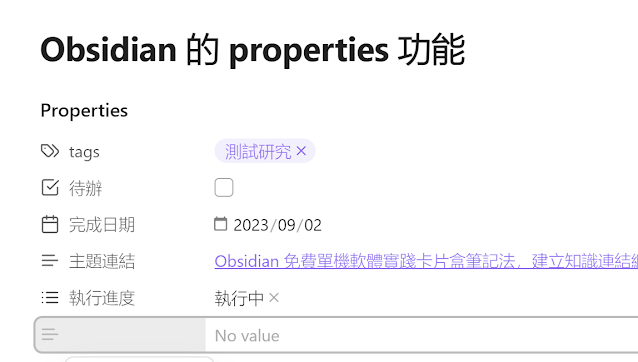 Obsidian 的 properties 功能
Properties
tags 測試研究 ×
待辦
完成日期 2023/09/02
主題連結 Obsidian 免費單機軟體實踐卡片盒筆記法，建立知識連結
執行進度 執行中 ×
No value